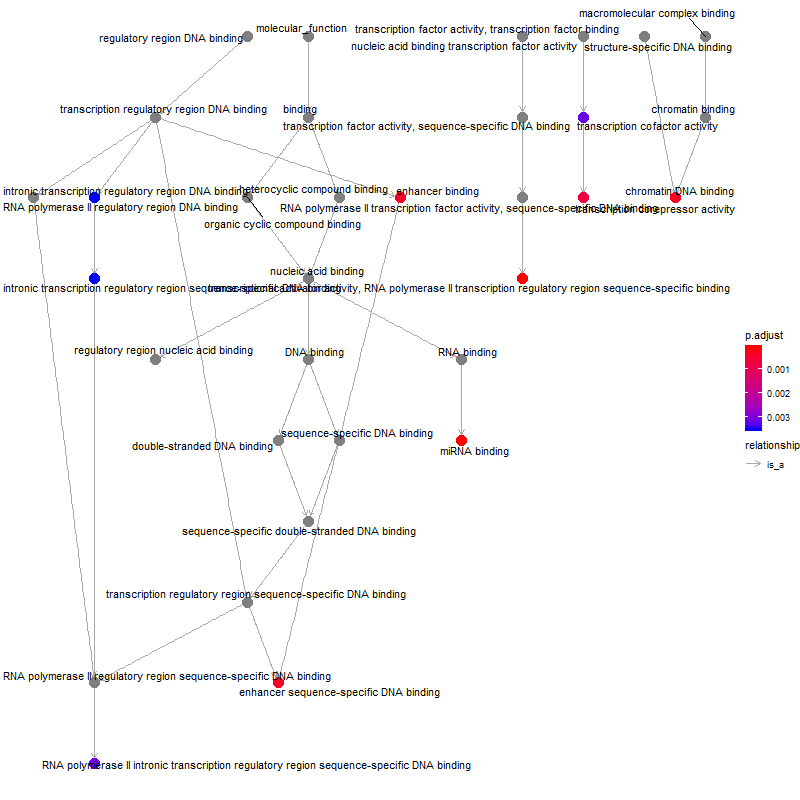 macromolecular complex binding
molecular_function
transcription factor activity, transcription factor binding
regulatory region DNA binding
nucleic acid binding transcription factor activity
structure-specific DNA binding
transcription regulatory region DNA binding
binding
chromatin binding
transcription factor activity, sequence-specific DNA binding
transcription cofactor activity
intronic transcription regulatory region DNA binding
heterocyclic compound binding
enhancer binding
chromatin DNA binding
RNA polymerase II regulatory region DNA binding
RNA polymerase II transcription factor activity, sequence-specific DNA binding
transcription corepressor activity
organic cyclic compound binding
nucleic acid binding
intronic transcription regulatory region sequence-specific DNA binding
activity, RNA polymerase II transcription regulatory region sequence-specific binding
regulatory region nucleic acid binding
DNA binding
RNA binding
sequence-specific DNA binding
double-stranded DNA binding
miRNA binding
sequence-specific double-stranded DNA binding
transcription regulatory region sequence-specific DNA binding
RNA polymerase II regulatory region sequence-specific DNA binding
enhancer sequence-specific DNA binding
RNA polymerase II intronic transcription regulatory region sequence-specific DNA binding
p.adjust
0.001
0.002
0.003
relationship
is_a